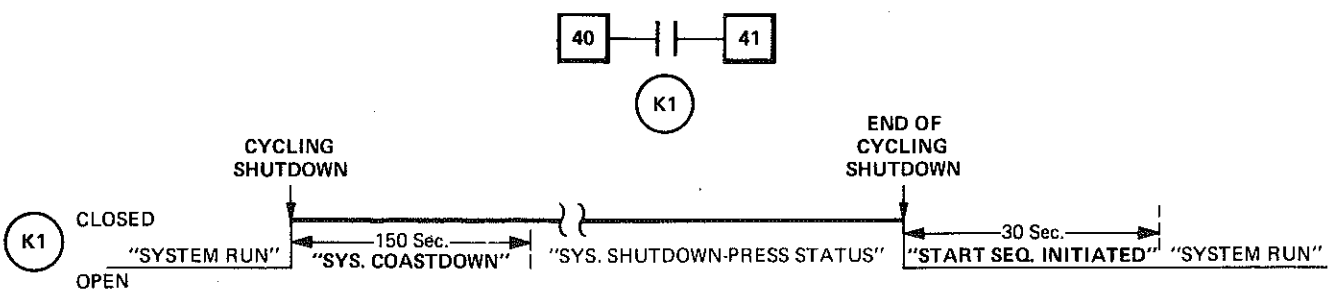 40 41
K1
CYCLING
SHUTDOWN
END OF
CYCLING
SHUTDOWN
K1
CLOSED
150 Sec.
30 Sec.
"SYSTEM RUN" "SYS. COASTDOWN" "SYS. SHUTDOWN-PRESS STATUS" "START SEQ. INITIATED" "SYSTEM RUN"
OPEN